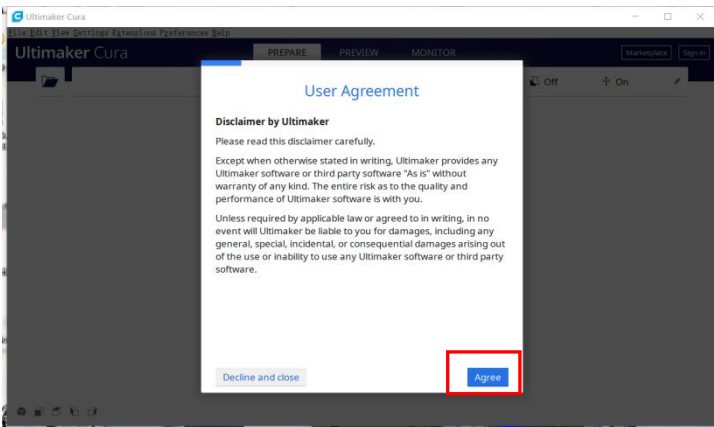 Ultimaker Cura
File Edit View Settings Extensions Preferences Help
Ultimaker Cura PREPARE PREVIEW MONITOR Marketplace Sign in
Off On
User Agreement
Disclaimer by Ultimaker
Please read this disclaimer carefully.
Except when otherwise stated in writing, Ultimaker provides any
Ultimaker software or third party software "As is" without
warranty of any kind. The entire risk as to the quality and
performance of Ultimaker software is with you.
Unless required by applicable law or agreed to in writing, in no
event will Ultimaker be liable to you for damages, including any
general, special, incidental, or consequential damages arising out
of the use or inability to use any Ultimaker software or third party
software.
Decline and close Agree